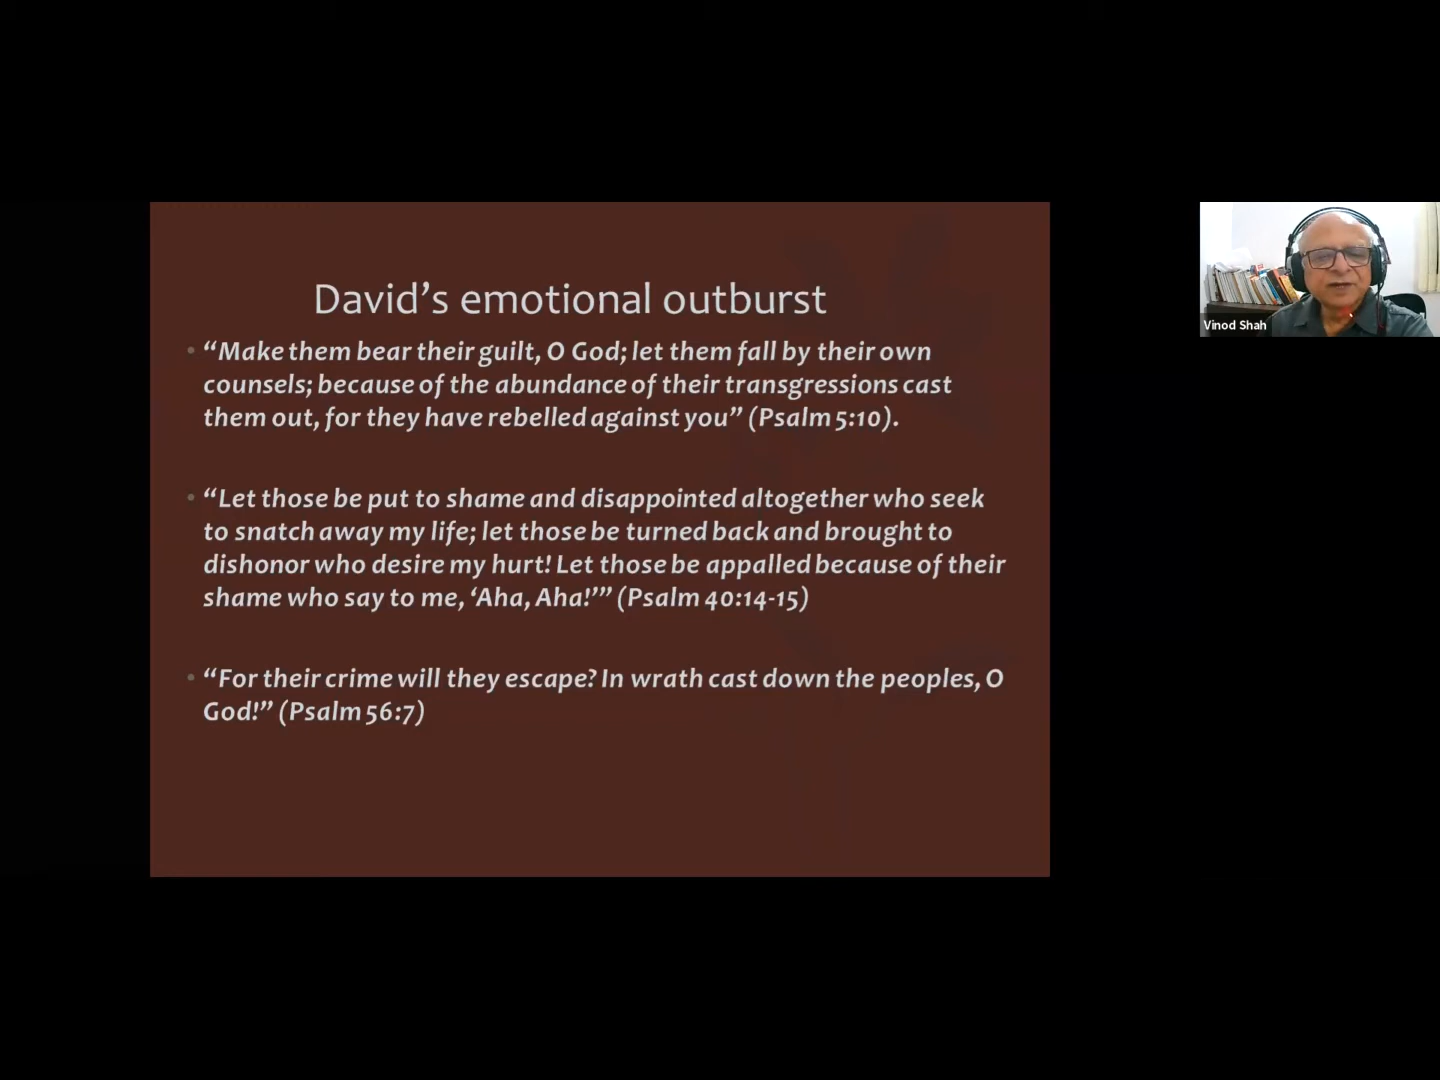 David’s emotional outburst
• “Make them bear their guilt, O God; let them fall by their own
counsels; because of the abundance of their transgressions cast
them out, for they have rebelled against you” (Psalm 5:10).
• “Let those be put to shame and disappointed altogether who seek
to snatch away my life; let those be turned back and brought to
dishonor who desire my hurt! Let those be appalled because of their
shame who say to me, ‘Aha, Aha!’” (Psalm 40:14-15)
• “For their crime will they escape? In wrath cast down the peoples, O
God!” (Psalm 56:7)
Vinod Shah